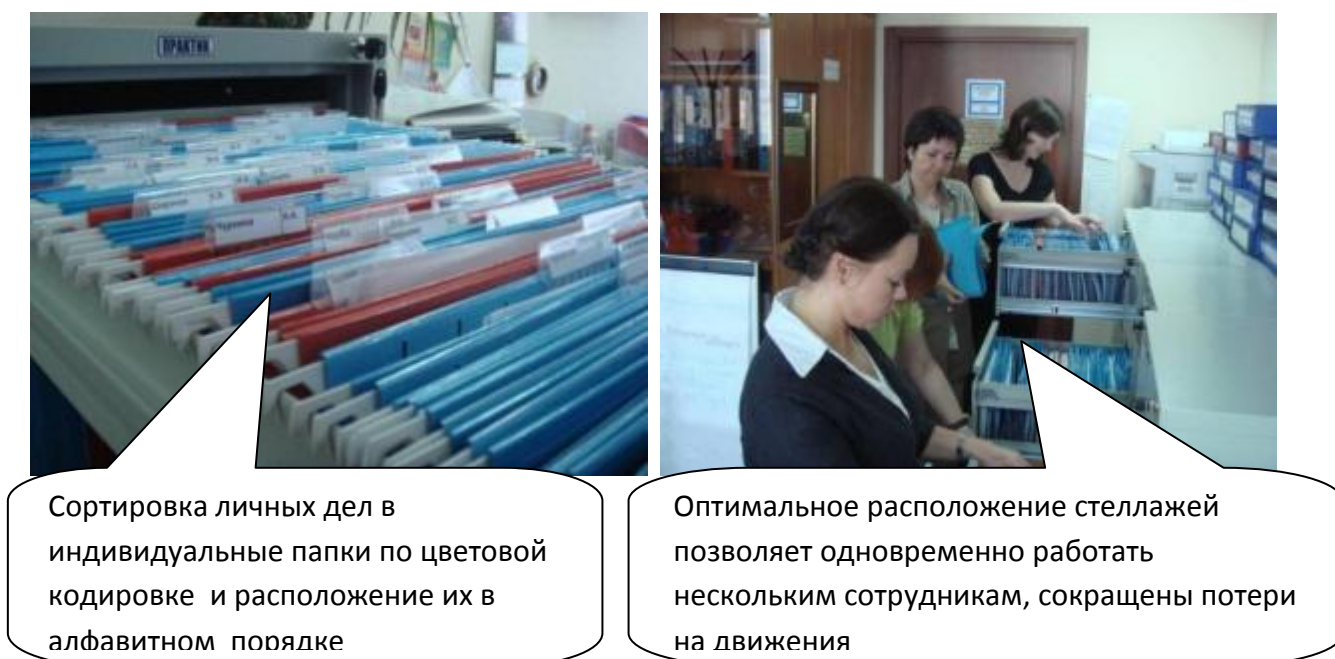 ПРАКТИК
Сортировка личных дел в
индивидуальные папки по цветовой
кодировке и расположение их в
алфавитном порядке
Оптимальное расположение стеллажей
позволяет одновременно работать
нескольким сотрудникам, сокращены потери
на движения